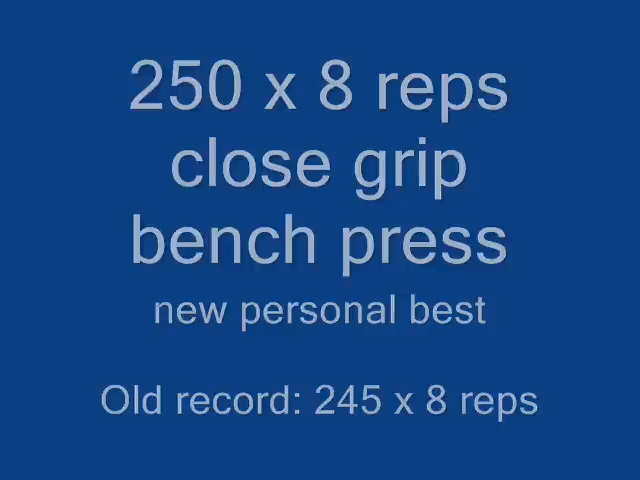 250 x 8 reps
close grip
bench press
new personal best
Old record: 245 x 8 reps